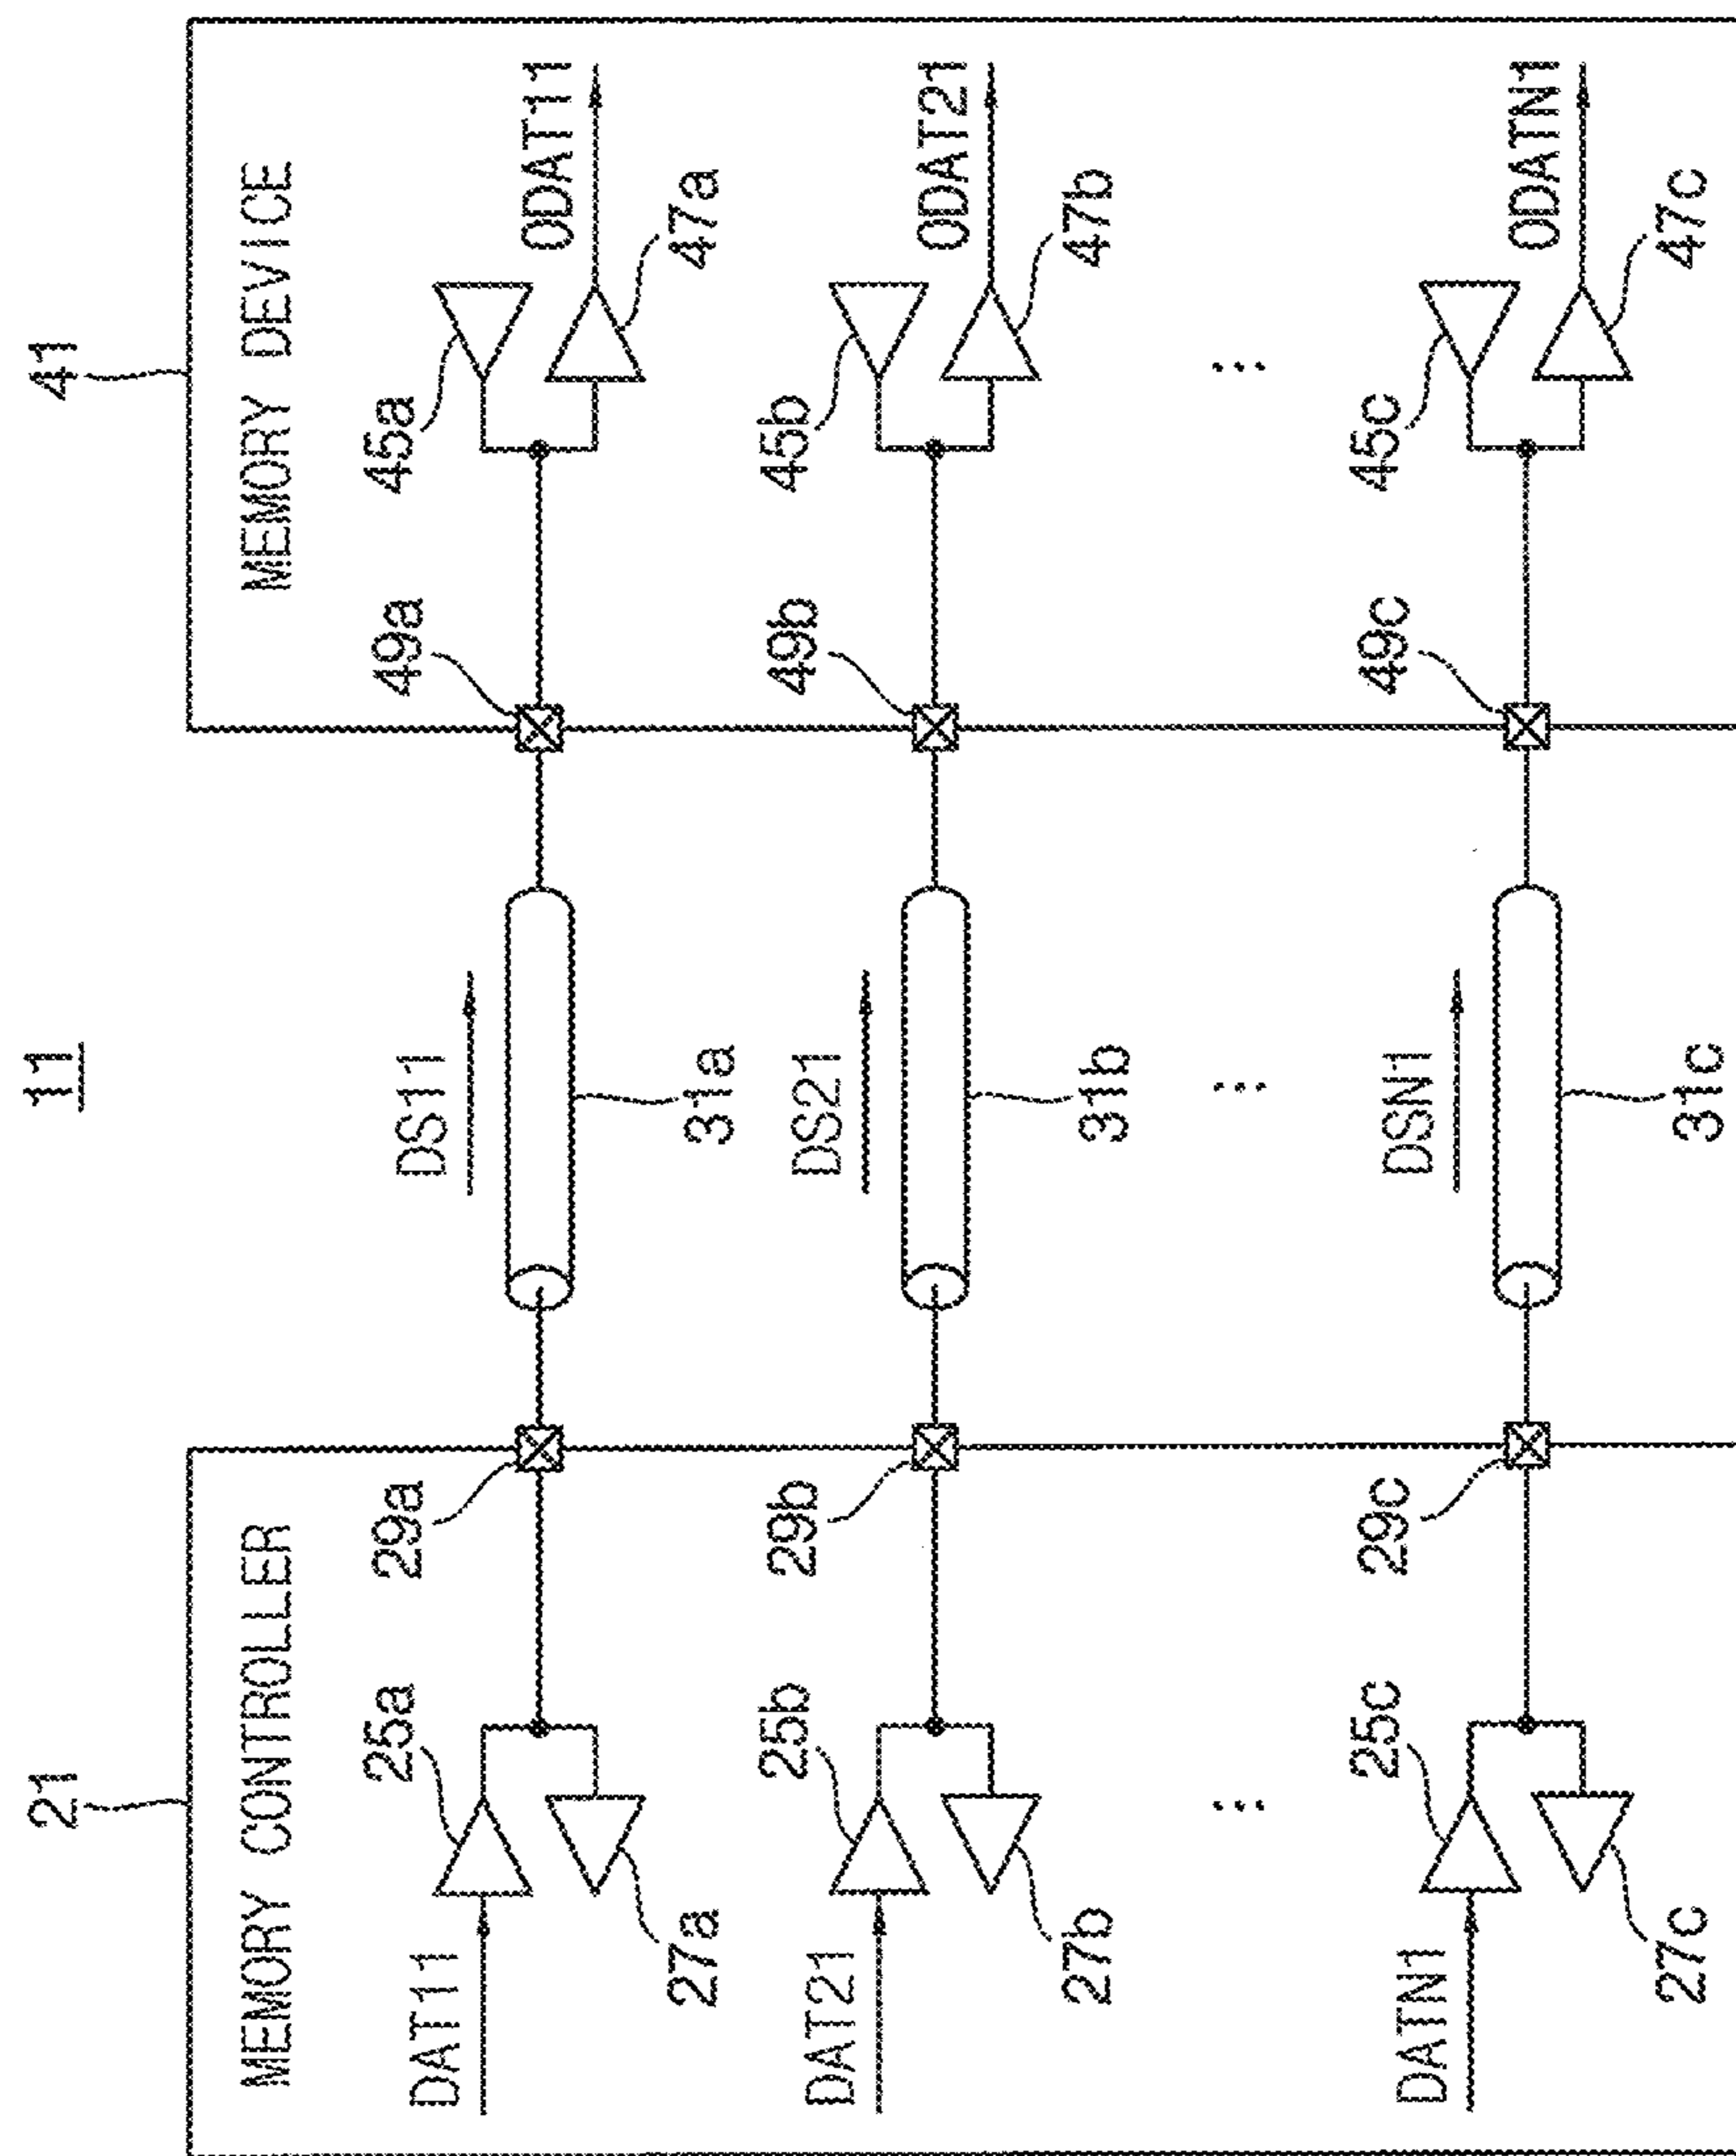 11
21
41
MEMORY CONTROLLER
MEMORY DEVICE
DAT11
25a
27a
29a
DS11
31a
49a
45a
47a
ODAT11
DAT21
25b
27b
29b
DS21
31b
49b
45b
47b
ODAT21
...
...
...
DATN1
25c
27c
29c
DSN1
31c
49c
45c
47c
ODATN1